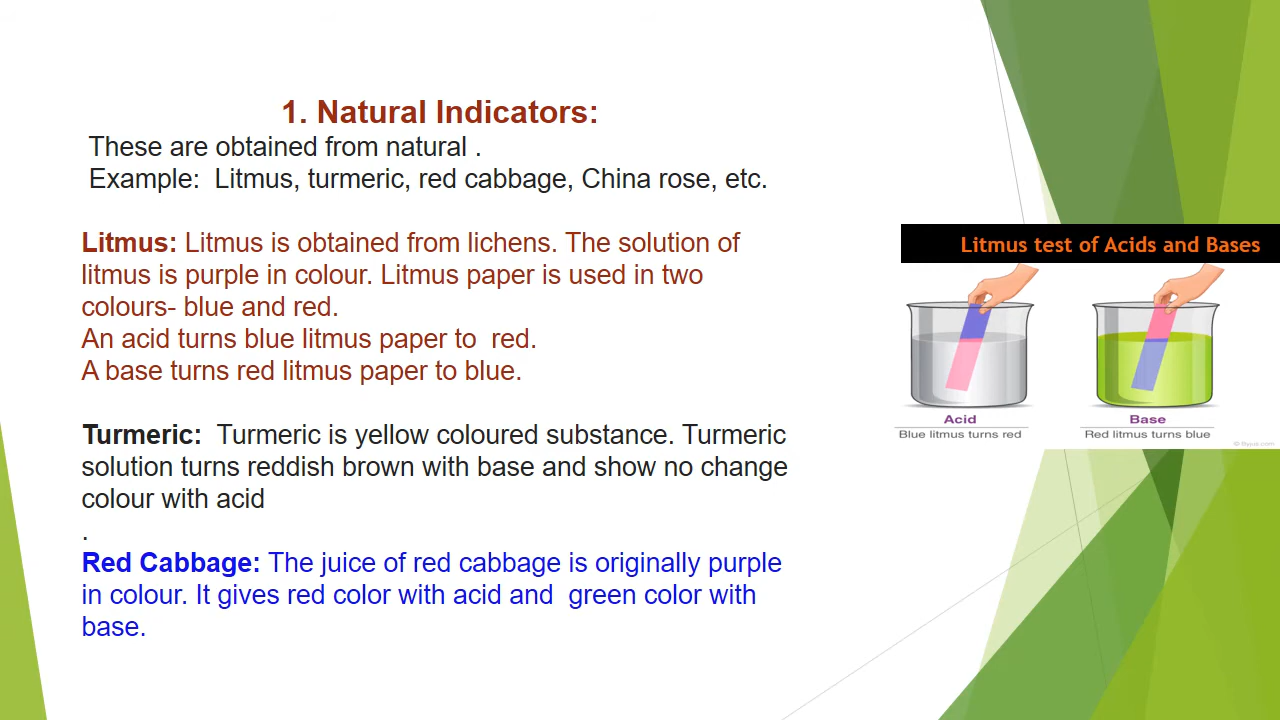 1. Natural Indicators:
These are obtained from natural .
Example: Litmus, turmeric, red cabbage, China rose, etc.
Litmus: Litmus is obtained from lichens. The solution of
litmus is purple in colour. Litmus paper is used in two
colours- blue and red.
An acid turns blue litmus paper to red.
A base turns red litmus paper to blue.
Turmeric: Turmeric is yellow coloured substance. Turmeric
solution turns reddish brown with base and show no change
colour with acid
.
Red Cabbage: The juice of red cabbage is originally purple
in colour. It gives red color with acid and green color with
base.
Litmus test of Acids and Bases
Acid
Blue litmus turns red
Base
Red litmus turns blue